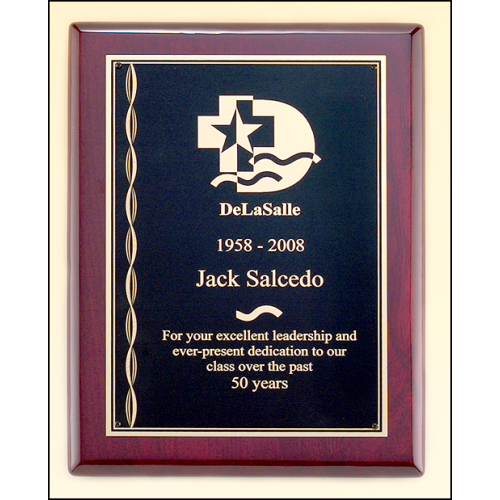 DeLaSalle
1958 - 2008
Jack Salcedo
For your excellent leadership and
ever-present dedication to our
class over the past
50 years